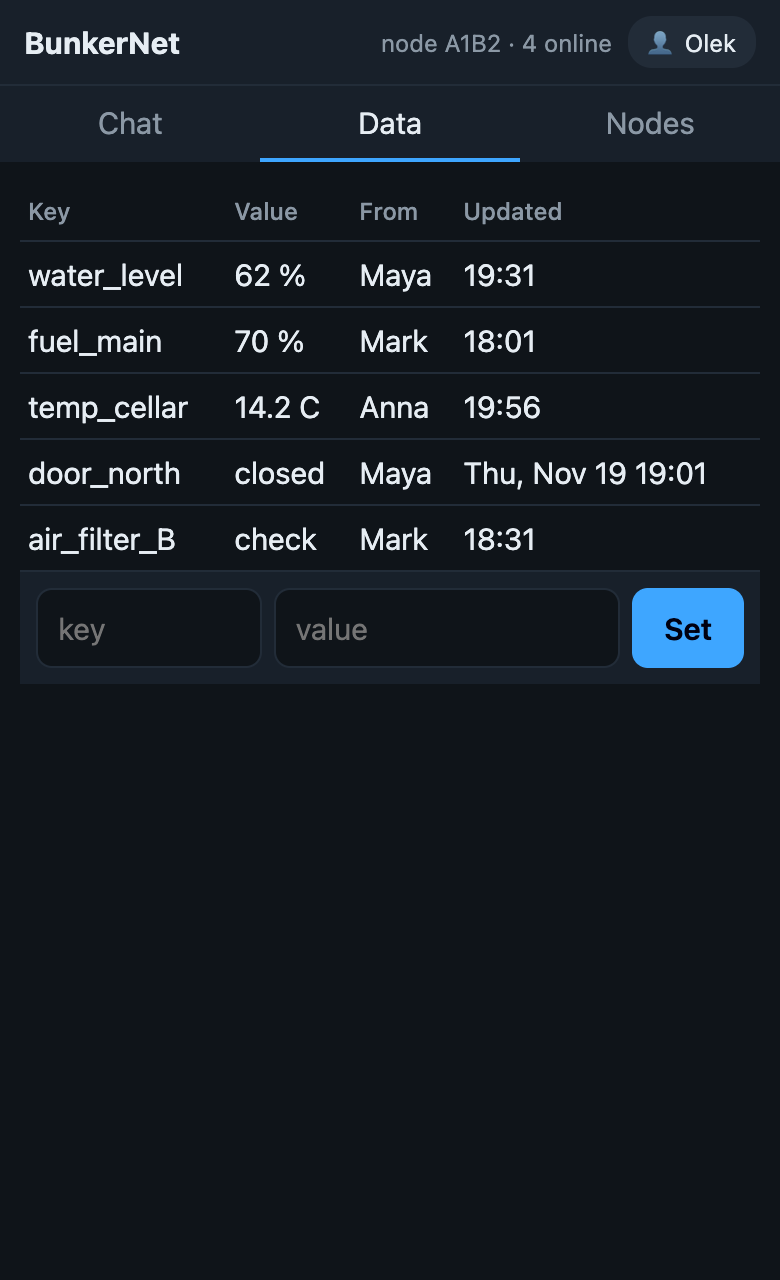 BunkerNet node A1B2 · 4 online 👤 Olek
Chat Data Nodes
Key Value From Updated
water_level 62 % Maya 19:31
fuel_main 70 % Mark 18:01
temp_cellar 14.2 C Anna 19:56
door_north closed Maya Thu, Nov 19 19:01
air_filter_B check Mark 18:31
key value Set